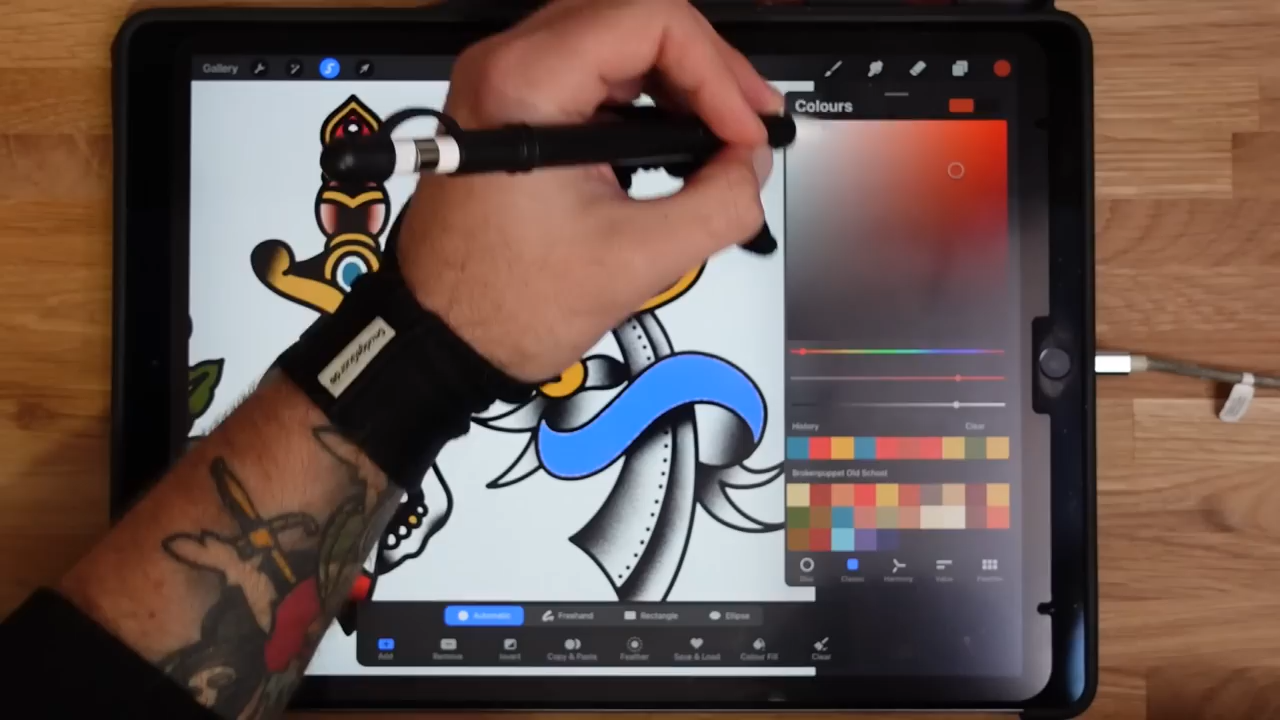 Gallery
Colours
History Clear
Brokenpuppet Old School
Disc Classic Harmony Value Palettes
Automatic Freehand Rectangle Ellipse
Add Remove Invert Copy & Paste Feather Save & Load Colour Fill Clear